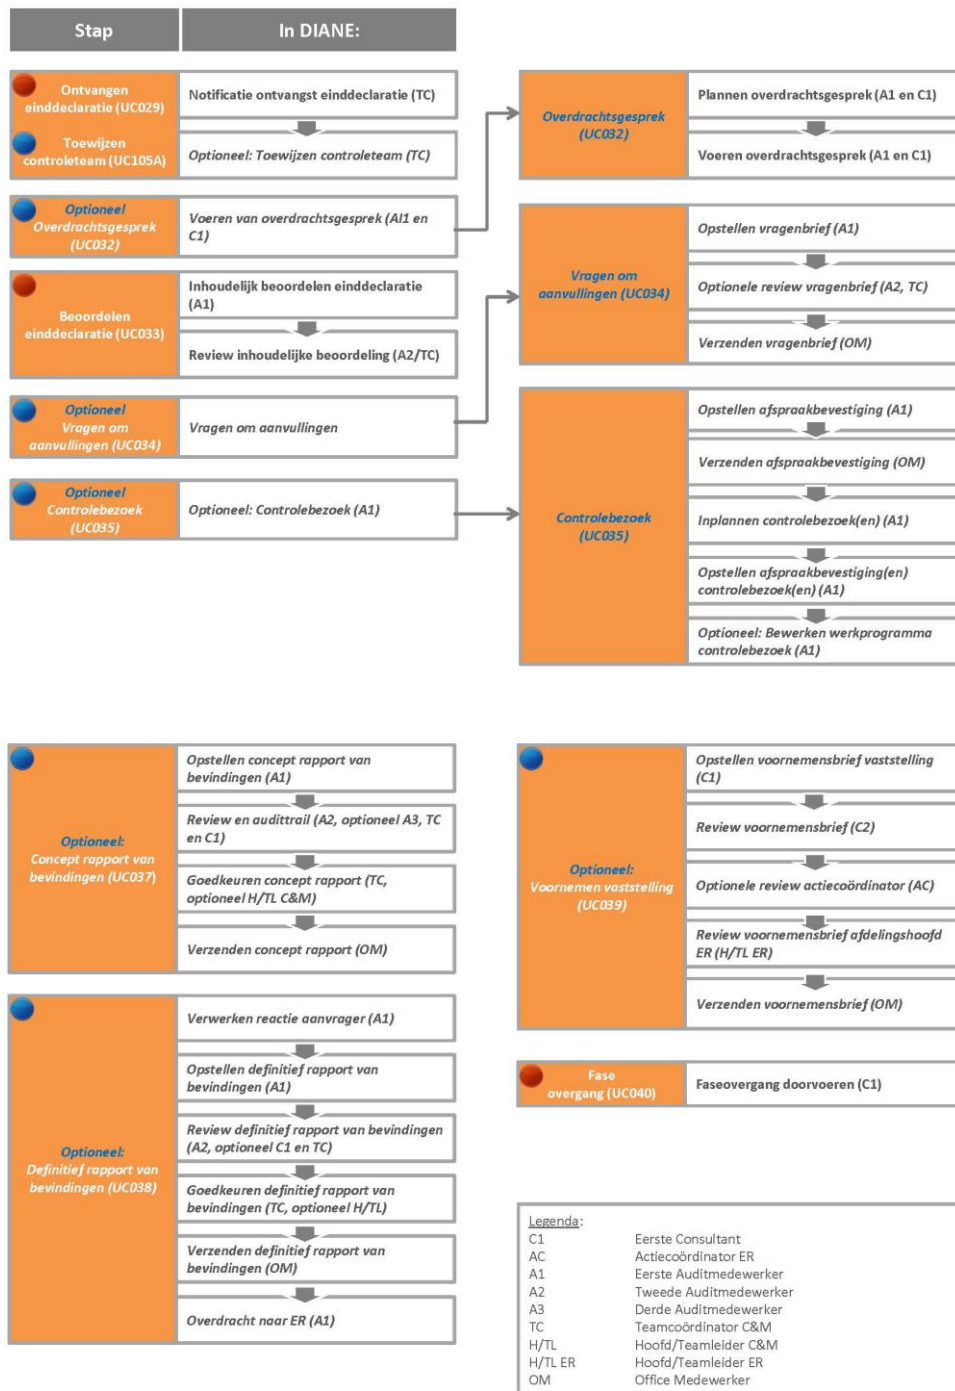 Stap
In DIANE:
Ontvangen
einddeclaratie (UC029)
Toewijzen
controleteam (UC105A)
Notificatie ontvangst einddeclaratie (TC)
Optioneel: Toewijzen controleteam (TC)
Optioneel
Overdrachtsgesprek
(UC032)
Voeren van overdrachtsgesprek (AI1 en
C1)
Beoordelen
einddeclaratie (UC033)
Inhoudelijk beoordelen einddeclaratie
(A1)
Review inhoudelijke beoordeling (A2/TC)
Optioneel
Vragen om
aanvullingen (UC034)
Vragen om aanvullingen
Optioneel
Controlebezoek
(UC035)
Optioneel: Controlebezoek (A1)
Overdrachtsgesprek
(UC032)
Plannen overdrachtsgesprek (A1 en C1)
Voeren overdrachtsgesprek (A1 en C1)
Vragen om
aanvullingen (UC034)
Opstellen vragenbrief (A1)
Optionele review vragenbrief (A2, TC)
Verzenden vragenbrief (OM)
Controlebezoek
(UC035)
Opstellen afspraakbevestiging (A1)
Verzenden afspraakbevestiging (OM)
Inplannen controlebezoek(en) (A1)
Opstellen afspraakbevestiging(en)
controlebezoek(en) (A1)
Optioneel: Bewerken werkprogramma
controlebezoek (A1)
Optioneel:
Concept rapport van
bevindingen (UC037)
Opstellen concept rapport van
bevindingen (A1)
Review en audittrail (A2, optioneel A3, TC
en C1)
Goedkeuren concept rapport (TC,
optioneel H/TL C&M)
Verzenden concept rapport (OM)
Optioneel:
Definitief rapport van
bevindingen (UC038)
Verwerken reactie aanvrager (A1)
Opstellen definitief rapport van
bevindingen (A1)
Review definitief rapport van bevindingen
(A2, optioneel C1 en TC)
Goedkeuren definitief rapport van
bevindingen (TC, optioneel H/TL)
Verzenden definitief rapport van
bevindingen (OM)
Overdracht naar ER (A1)
Optioneel:
Voornemen vaststelling
(UC039)
Opstellen voornemensbrief vaststelling
(C1)
Review voornemensbrief (C2)
Optionele review actiecoördinator (AC)
Review voornemensbrief afdelingshoofd
ER (H/TL ER)
Verzenden voornemensbrief (OM)
Fase
overgang (UC040)
Faseovergang doorvoeren (C1)
Legenda:
C1 Eerste Consultant
AC Actiecoördinator ER
A1 Eerste Auditmedewerker
A2 Tweede Auditmedewerker
A3 Derde Auditmedewerker
TC Teamcoördinator C&M
H/TL Hoofd/Teamleider C&M
H/TL ER Hoofd/Teamleider ER
OM Office Medewerker